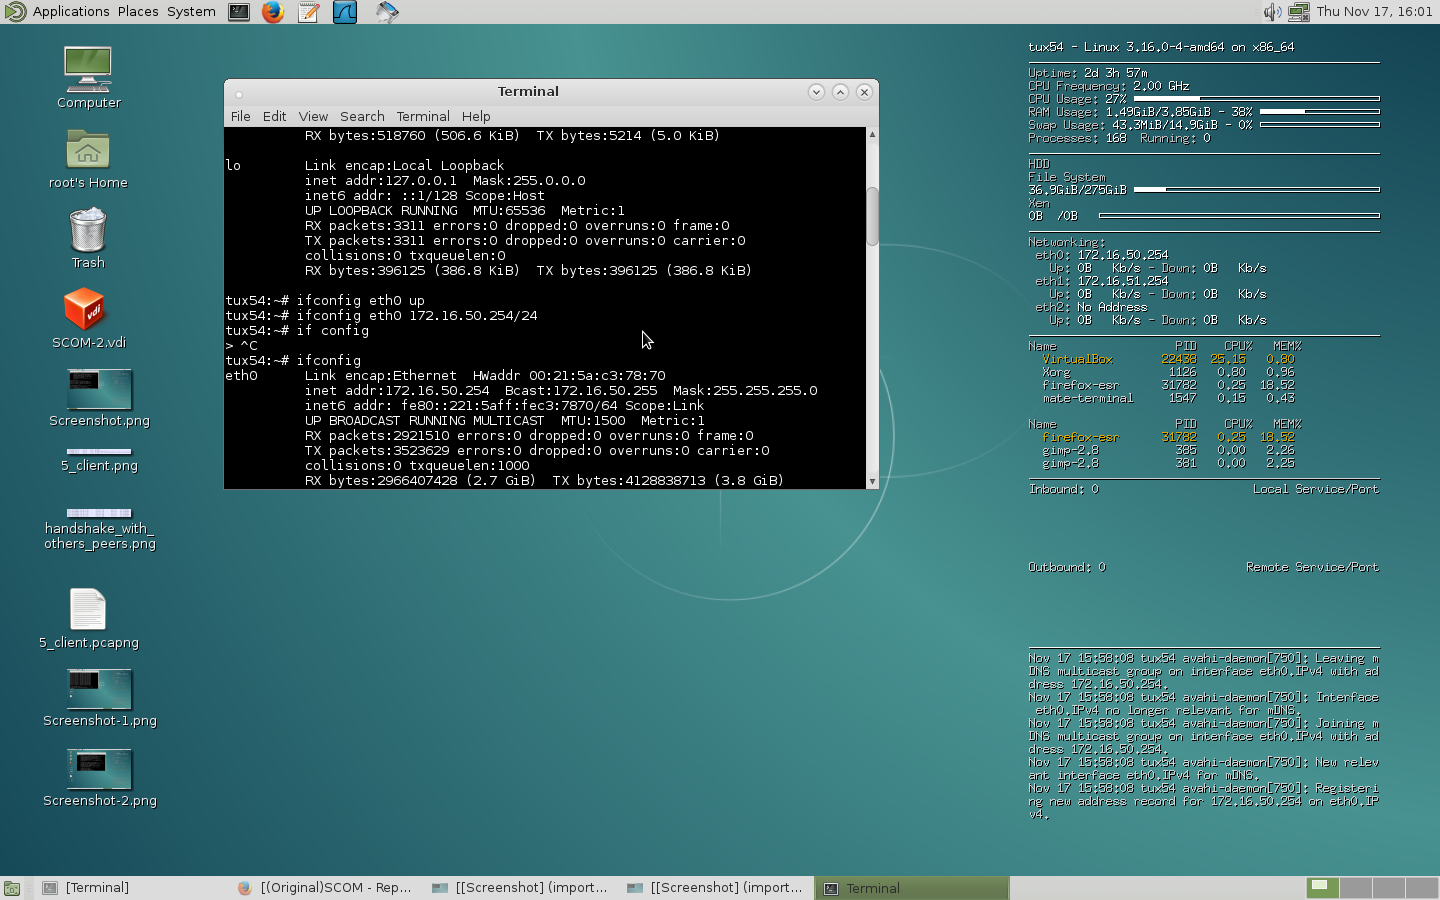 Applications Places System
Thu Nov 17, 16:01
Computer
root's Home
Trash
vdi
SCOM-2.vdi
Screenshot.png
5_client.png
handshake_with_
others_peers.png
5_client.pcapng
Screenshot-1.png
Screenshot-2.png
Terminal
File Edit View Search Terminal Help
RX bytes:518760 (506.6 KiB)  TX bytes:5214 (5.0 KiB)
lo        Link encap:Local Loopback
inet addr:127.0.0.1  Mask:255.0.0.0
inet6 addr: ::1/128 Scope:Host
UP LOOPBACK RUNNING  MTU:65536  Metric:1
RX packets:3311 errors:0 dropped:0 overruns:0 frame:0
TX packets:3311 errors:0 dropped:0 overruns:0 carrier:0
collisions:0 txqueuelen:0
RX bytes:396125 (386.8 KiB)  TX bytes:396125 (386.8 KiB)
tux54:~# ifconfig eth0 up
tux54:~# ifconfig eth0 172.16.50.254/24
tux54:~# if config
> ^C
tux54:~# ifconfig
eth0      Link encap:Ethernet  HWaddr 00:21:5a:c3:78:70
inet addr:172.16.50.254  Bcast:172.16.50.255  Mask:255.255.255.0
inet6 addr: fe80::221:5aff:fec3:7870/64 Scope:Link
UP BROADCAST RUNNING MULTICAST  MTU:1500  Metric:1
RX packets:2921510 errors:0 dropped:0 overruns:0 frame:0
TX packets:3523629 errors:0 dropped:0 overruns:0 carrier:0
collisions:0 txqueuelen:1000
RX bytes:2966407428 (2.7 GiB)  TX bytes:4128838713 (3.8 GiB)
tux54 - Linux 3.16.0-4-amd64 on x86_64
Uptime: 2d 3h 57m
CPU Frequency: 2.00 GHz
CPU Usage: 27%
RAM Usage: 1.49GiB/3.85GiB - 38%
Swap Usage: 43.3MiB/14.9GiB - 0%
Processes: 168  Running: 0
HDD
File System
36.9GiB/275GiB
Xen
0B  /0B
Networking:
eth0: 172.16.50.254
Up: 0B   Kb/s - Down: 0B   Kb/s
eth1: 172.16.51.254
Up: 0B   Kb/s - Down: 0B   Kb/s
eth2: No Address
Up: 0B   Kb/s - Down: 0B   Kb/s
Name PID CPU% MEM%
VirtualBox 22438 25.15 0.80
Xorg 1126 0.80 0.96
firefox-esr 31782 0.25 18.52
mate-terminal 1547 0.15 0.43
Name PID CPU% MEM%
firefox-esr 31782 0.25 18.52
gimp-2.8 385 0.00 2.26
gimp-2.8 381 0.00 2.25
Inbound: 0 Local Service/Port
Outbound: 0 Remote Service/Port
Nov 17 15:58:08 tux54 avahi-daemon[750]: Leaving m
DNS multicast group on interface eth0.IPv4 with ad
dress 172.16.50.254.
Nov 17 15:58:08 tux54 avahi-daemon[750]: Interface
eth0.IPv4 no longer relevant for mDNS.
Nov 17 15:58:08 tux54 avahi-daemon[750]: Joining m
DNS multicast group on interface eth0.IPv4 with ad
dress 172.16.50.254.
Nov 17 15:58:08 tux54 avahi-daemon[750]: New relev
ant interface eth0.IPv4 for mDNS.
Nov 17 15:58:08 tux54 avahi-daemon[750]: Registeri
ng new address record for 172.16.50.254 on eth0.IP
v4.
[Terminal]
[(Original)SCOM - Rep...
[[Screenshot] (import...
[[Screenshot] (import...
Terminal